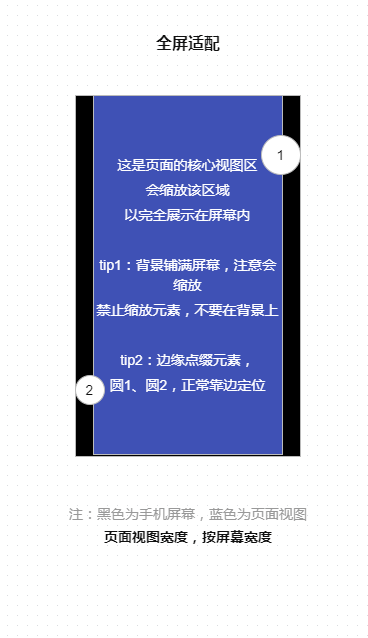 全屏适配
1
这是页面的核心视图区
会缩放该区域
以完全展示在屏幕内
tip1：背景铺满屏幕，注意会
缩放
禁止缩放元素，不要在背景上
tip2：边缘点缀元素，
2
圆1、圆2，正常靠边定位
注：黑色为手机屏幕，蓝色为页面视图
页面视图宽度，按屏幕宽度